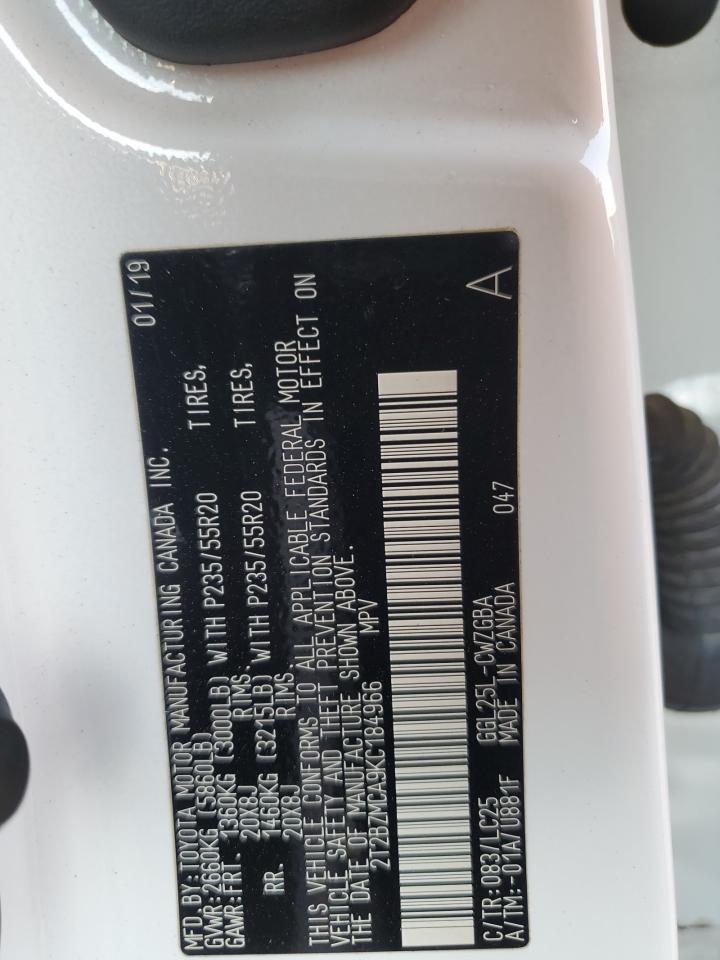 MFD.BY:TOYOTA MOTOR MANUFACTURING CANADA INC. 01/19
GVWR:2660KG (5860LB)
GAWR:FRT. 1360KG (3000LB) WITH P235/55R20 TIRES,
20X8J RIMS.
RR. 1460KG (3215LB) WITH P235/55R20 TIRES,
20X8J RIMS.
THIS VEHICLE CONFORMS TO ALL APPLICABLE FEDERAL MOTOR
VEHICLE SAFETY AND THEFT PREVENTION STANDARDS IN EFFECT ON
THE DATE OF MANUFACTURE SHOWN ABOVE.
2T2BZMCA9KC184966 MPV
C/TR:083/LC25 GGL25L-CWZGBA 047 A
A/TM:-01A/U881F MADE IN CANADA